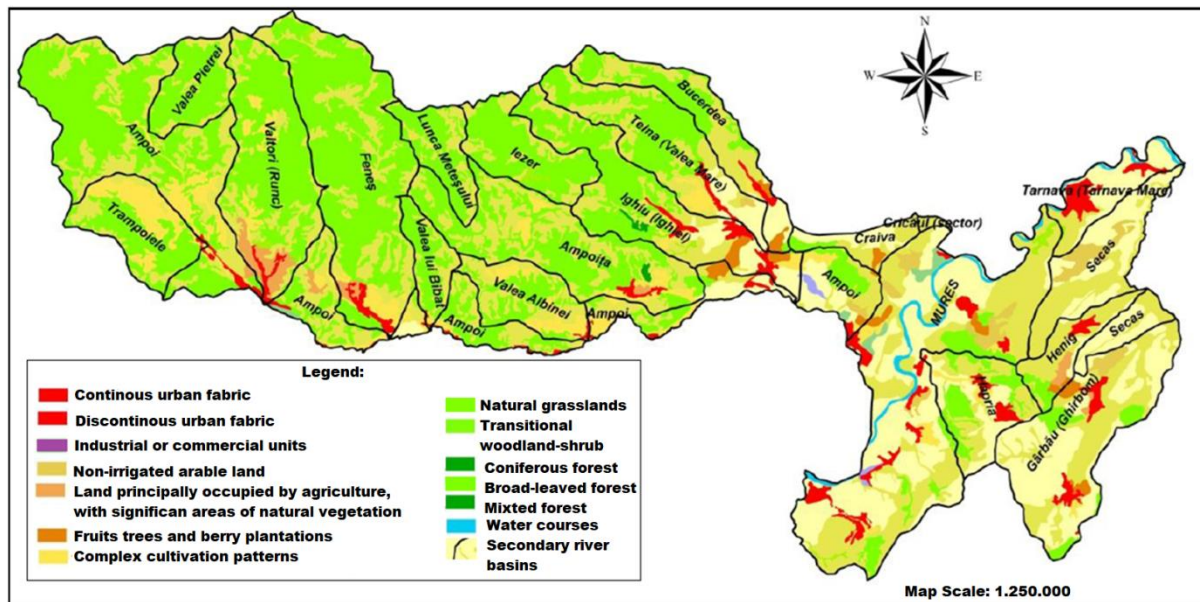 N
W
E
S
Valea Pietrei
Ampoi
Valtori (Runc)
Feneş
Lunca Meteşului
Iezer
Telna (Valea Mare)
Bucerdea
Trampoiele
Ighiu (Ighiel)
Ampoiţa
Valea lui Bibat
Valea Albinei
Ampoi
Ampoi
Ampoi
Ampoi
Cricaul (sector)
Craiva
MURES
Tarnava (Tarnava Mare)
Secas
Secas
Henig
Hapria
Gârbău (Ghirbom)
Legend:
Continous urban fabric
Discontinous urban fabric
Industrial or commercial units
Non-irrigated arable land
Land principally occupied by agriculture,
with significan areas of natural vegetation
Fruits trees and berry plantations
Complex cultivation patterns
Natural grasslands
Transitional
woodland-shrub
Coniferous forest
Broad-leaved forest
Mixted forest
Water courses
Secondary river
basins
Map Scale: 1.250.000